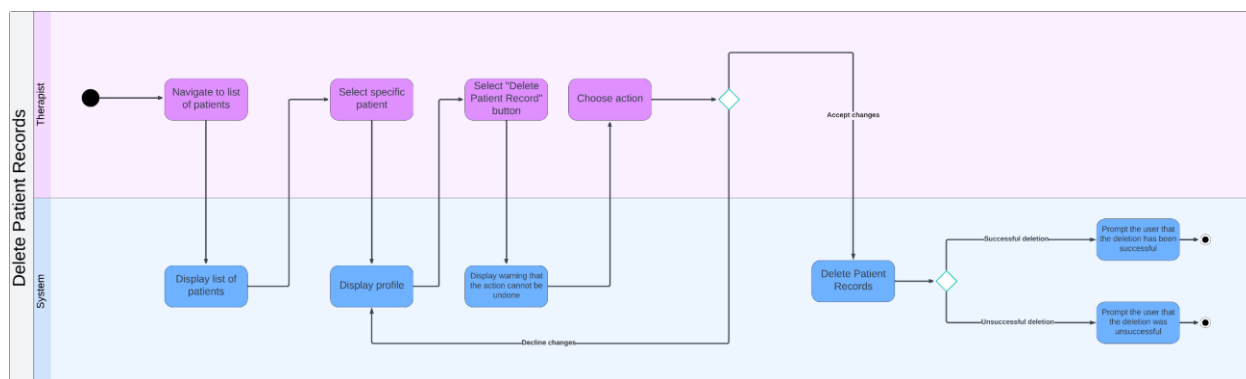 Delete Patient Records
Therapist
Navigate to list
of patients
Select specific
patient
Select "Delete
Patient Record"
button
Choose action
Accept changes
System
Display list of
patients
Display profile
Display warning that
the action cannot be
undone
Decline changes
Delete Patient
Records
Successful deletion
Prompt the user that
the deletion has been
successful
Unsuccessful deletion
Prompt the user that
the deletion was
unsuccessful